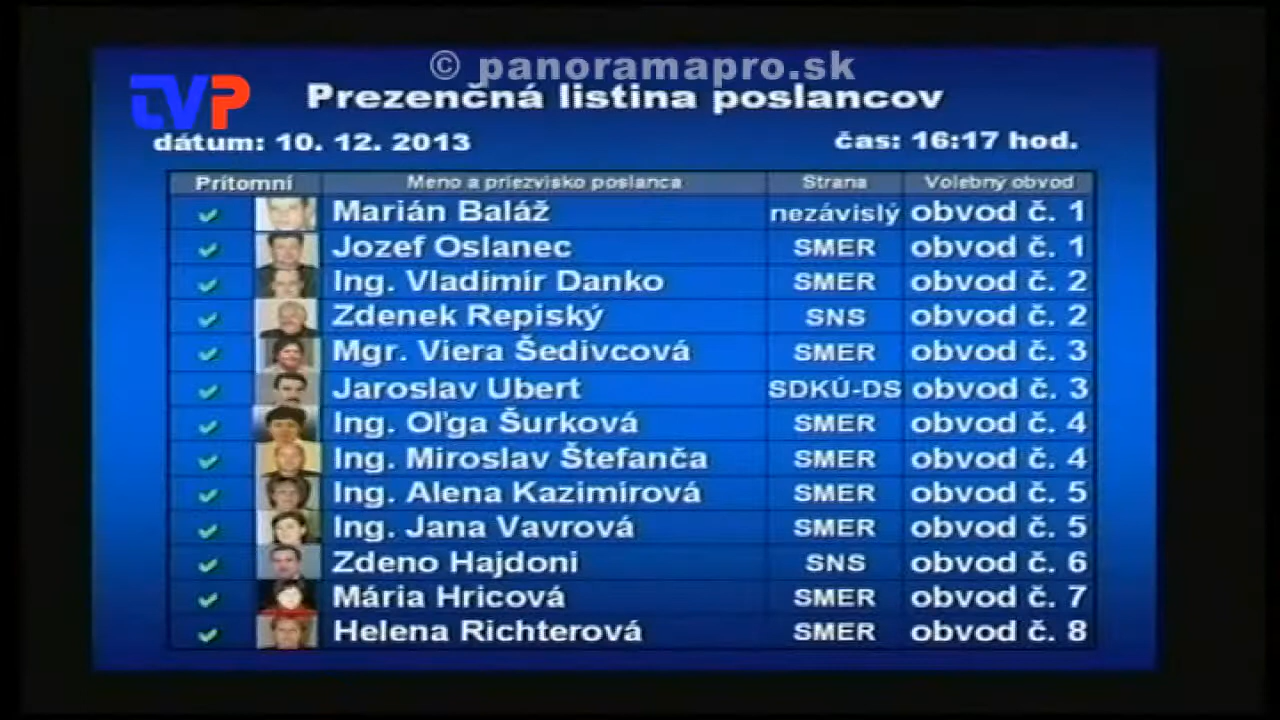 © panoramapro.sk
TVP
Prezenčná listina poslancov
dátum: 10. 12. 2013 čas: 16:17 hod.
Prítomní Meno a priezvisko poslanca Strana Volebný obvod
Marián Baláž nezávislý obvod č. 1
Jozef Oslanec SMER obvod č. 1
Ing. Vladimír Danko SMER obvod č. 2
Zdenek Repiský SNS obvod č. 2
Mgr. Viera Šedivcová SMER obvod č. 3
Jaroslav Ubert SDKÚ-DS obvod č. 3
Ing. Oľga Šurková SMER obvod č. 4
Ing. Miroslav Štefanča SMER obvod č. 4
Ing. Alena Kazimírová SMER obvod č. 5
Ing. Jana Vavrová SMER obvod č. 5
Zdeno Hajdoni SNS obvod č. 6
Mária Hricová SMER obvod č. 7
Helena Richterová SMER obvod č. 8